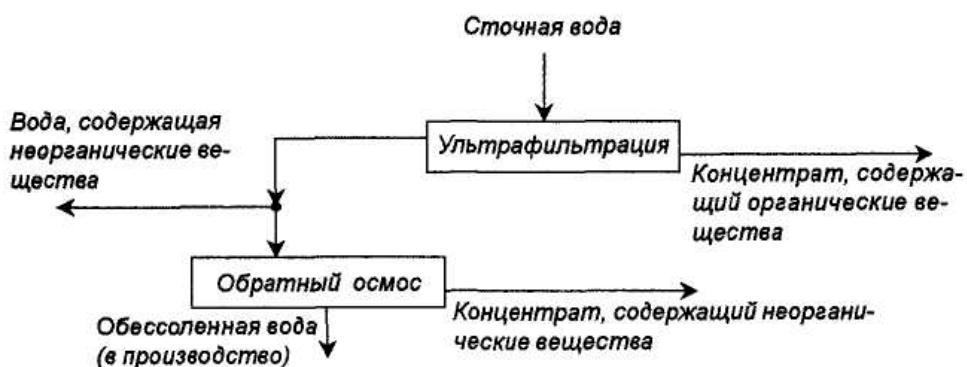 Сточная вода
Вода, содержащая
неорганические ве-
щества
Ультрафильтрация
Концентрат, содержа-
щий органические ве-
щества
Обратный осмос
Концентрат, содержащий неоргани-
ческие вещества
Обессоленная вода
(в производство)